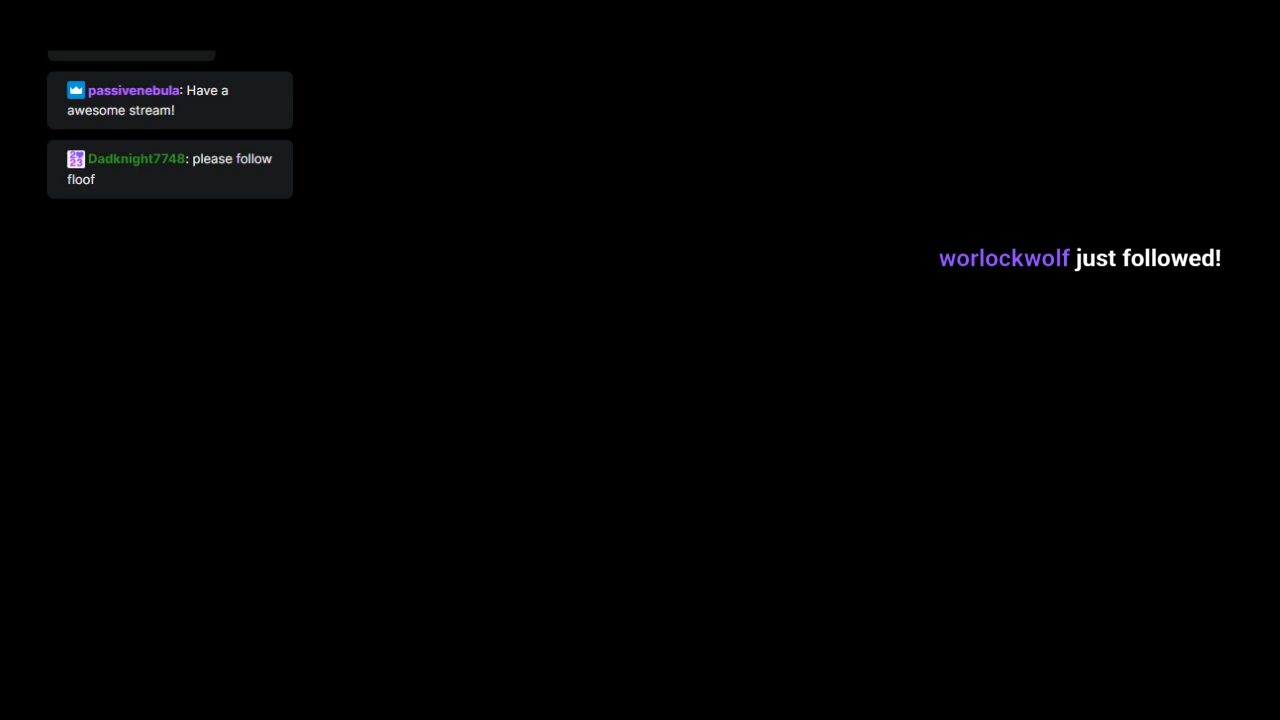 passivenebula: Have a
awesome stream!
Dadknight7748: please follow
floof
worlockwolf just followed!